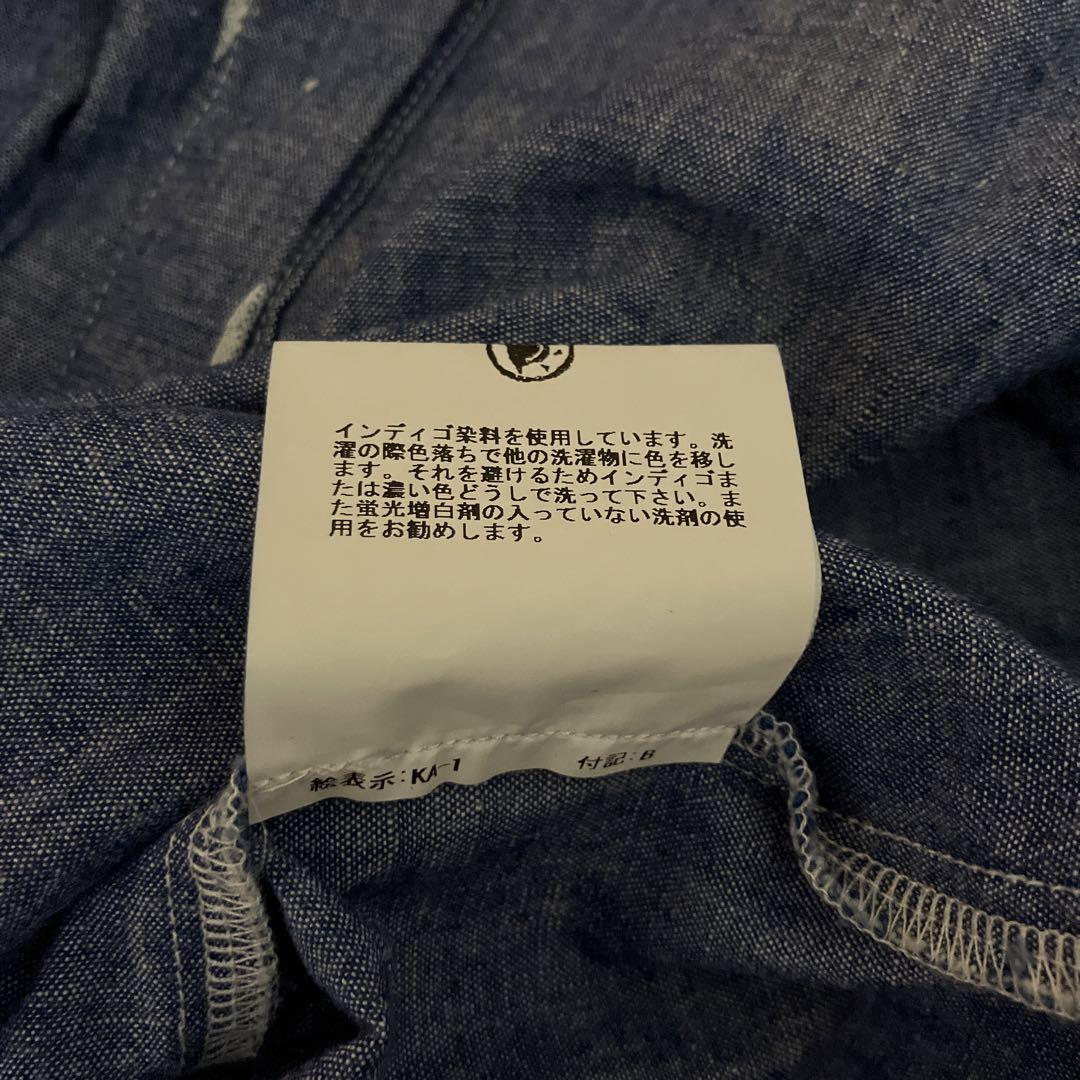 インディゴ染料を使用しています。洗
濯の際色落ちで他の洗濯物に色を移し
ます。それを避けるためインディゴま
たは濃い色どうしで洗って下さい。ま
た蛍光増白剤の入っていない洗剤の使
用をお勧めします。
絵表示:KA-1 付記:B